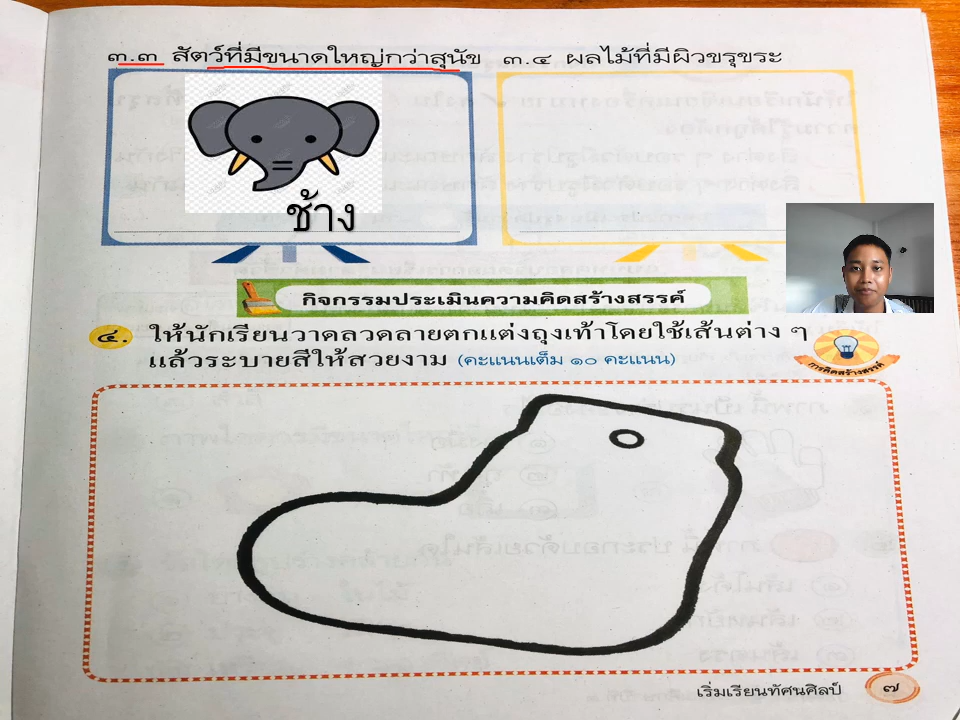 ๓.๓ สัตว์ที่มีขนาดใหญ่กว่าสุนัข ๓.๔ ผลไม้ที่มีผิวขรุขระ
ช้าง
กิจกรรมประเมินความคิดสร้างสรรค์
๔. ให้นักเรียนวาดลวดลายตกแต่งถุงเท้าโดยใช้เส้นต่าง ๆ
แล้วระบายสีให้สวยงาม (คะแนนเต็ม ๑๐ คะแนน)
การคิดสร้างสรรค์
เริ่มเรียนทัศนศิลป์ ๗